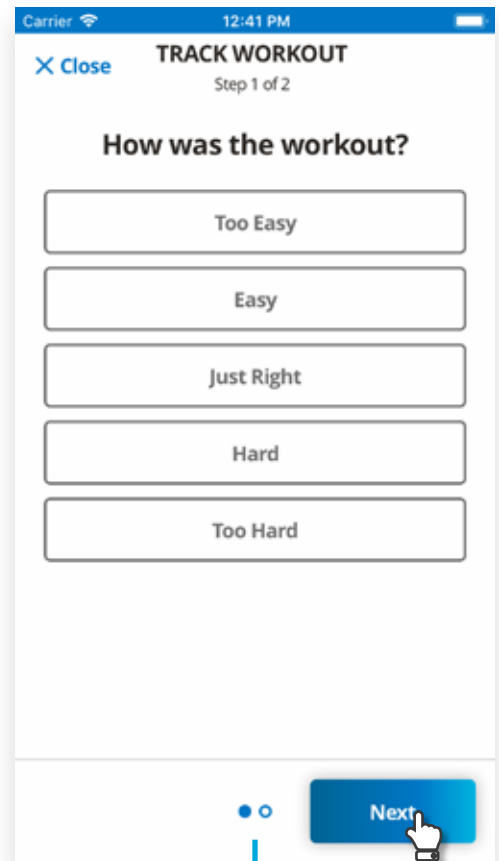 Carrier 12:41 PM
× Close
TRACK WORKOUT
Step 1 of 2
How was the workout?
Too Easy
Easy
Just Right
Hard
Too Hard
Next